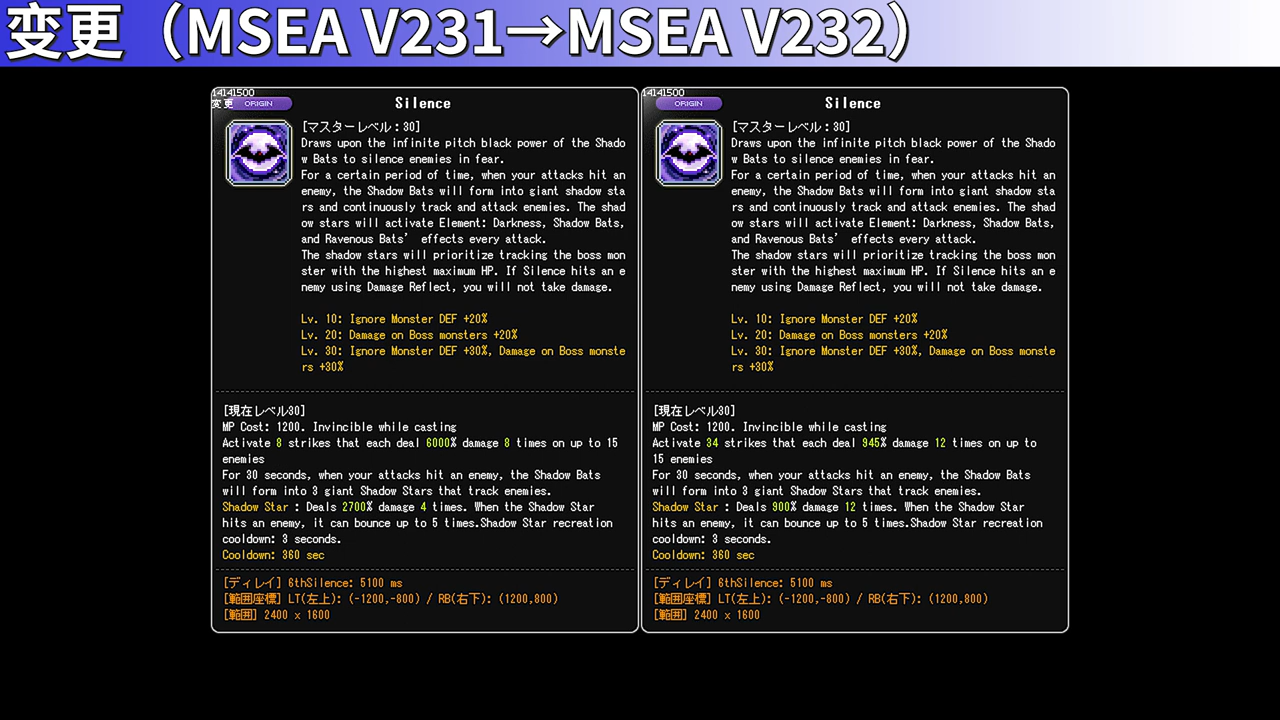 変更（MSEA V231→MSEA V232）
14141500
変更
ORIGIN
Silence
[マスターレベル：30]
Draws upon the infinite pitch black power of the Shado
w Bats to silence enemies in fear.
For a certain period of time, when your attacks hit an
enemy, the Shadow Bats will form into giant shadow sta
rs and continuously track and attack enemies. The shad
ow stars will activate Element: Darkness, Shadow Bats,
and Ravenous Bats’ effects every attack.
The shadow stars will prioritize tracking the boss mon
ster with the highest maximum HP. If Silence hits an e
nemy using Damage Reflect, you will not take damage.
Lv. 10: Ignore Monster DEF +20%
Lv. 20: Damage on Boss monsters +20%
Lv. 30: Ignore Monster DEF +30%, Damage on Boss monste
rs +30%
[現在レベル30]
MP Cost: 1200. Invincible while casting
Activate 8 strikes that each deal 6000% damage 8 times on up to 15
enemies
For 30 seconds, when your attacks hit an enemy, the Shadow Bats
will form into 3 giant Shadow Stars that track enemies.
Shadow Star : Deals 2700% damage 4 times. When the Shadow Star
hits an enemy, it can bounce up to 5 times.Shadow Star recreation
cooldown: 3 seconds.
Cooldown: 360 sec
[ディレイ] 6thSilence: 5100 ms
[範囲座標] LT(左上): (-1200,-800) / RB(右下): (1200,800)
[範囲] 2400 x 1600
14141500
ORIGIN
Silence
[マスターレベル：30]
Draws upon the infinite pitch black power of the Shado
w Bats to silence enemies in fear.
For a certain period of time, when your attacks hit an
enemy, the Shadow Bats will form into giant shadow sta
rs and continuously track and attack enemies. The shad
ow stars will activate Element: Darkness, Shadow Bats,
and Ravenous Bats’ effects every attack.
The shadow stars will prioritize tracking the boss mon
ster with the highest maximum HP. If Silence hits an e
nemy using Damage Reflect, you will not take damage.
Lv. 10: Ignore Monster DEF +20%
Lv. 20: Damage on Boss monsters +20%
Lv. 30: Ignore Monster DEF +30%, Damage on Boss monste
rs +30%
[現在レベル30]
MP Cost: 1200. Invincible while casting
Activate 34 strikes that each deal 945% damage 12 times on up to
15 enemies
For 30 seconds, when your attacks hit an enemy, the Shadow Bats
will form into 3 giant Shadow Stars that track enemies.
Shadow Star : Deals 900% damage 12 times. When the Shadow Star
hits an enemy, it can bounce up to 5 times.Shadow Star recreation
cooldown: 3 seconds.
Cooldown: 360 sec
[ディレイ] 6thSilence: 5100 ms
[範囲座標] LT(左上): (-1200,-800) / RB(右下): (1200,800)
[範囲] 2400 x 1600